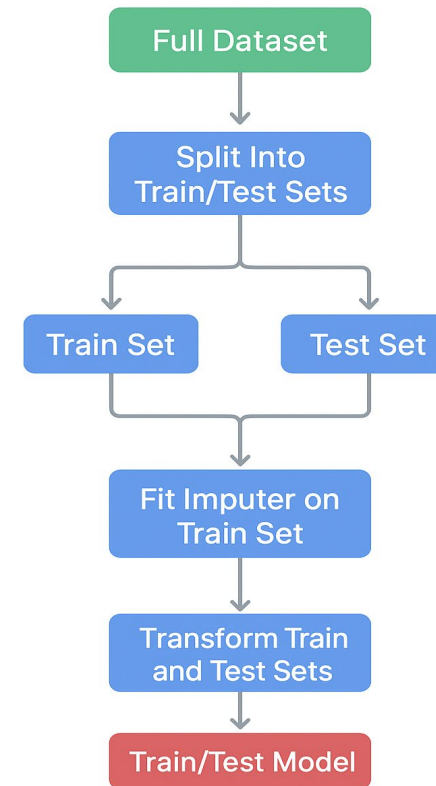 Full Dataset
Split Into
Train/Test Sets
Train Set
Test Set
Fit Imputer on
Train Set
Transform Train
and Test Sets
Train/Test Model